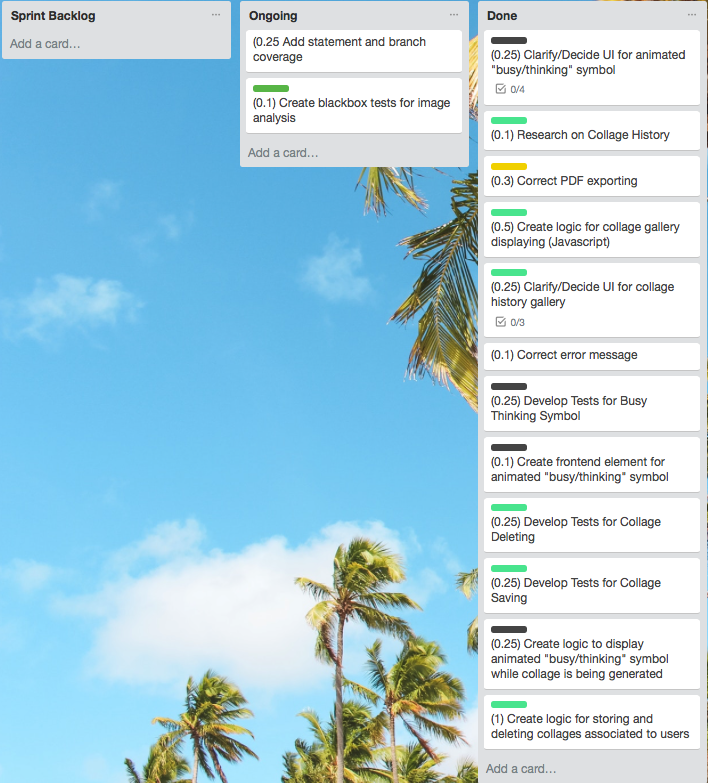 Sprint Backlog
Add a card…
Ongoing
(0.25 Add statement and branch
coverage
(0.1) Create blackbox tests for image
analysis
Add a card…
Done
(0.25) Clarify/Decide UI for animated
"busy/thinking" symbol
0/4
(0.1) Research on Collage History
(0.3) Correct PDF exporting
(0.5) Create logic for collage gallery
displaying (Javascript)
(0.25) Clarify/Decide UI for collage
history gallery
0/3
(0.1) Correct error message
(0.25) Develop Tests for Busy
Thinking Symbol
(0.1) Create frontend element for
animated "busy/thinking" symbol
(0.25) Develop Tests for Collage
Deleting
(0.25) Develop Tests for Collage
Saving
(0.25) Create logic to display
animated "busy/thinking" symbol
while collage is being generated
(1) Create logic for storing and
deleting collages associated to users
Add a card…